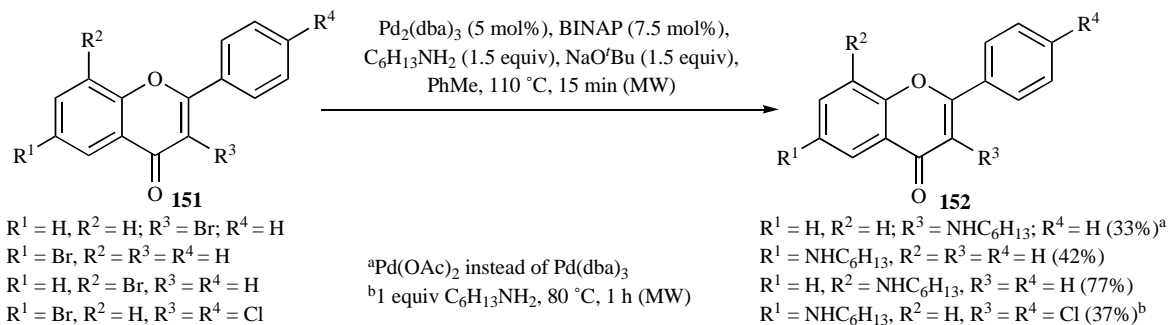 R⁴
R²
O
R¹
R³
O
151
Pd₂(dba)₃ (5 mol%), BINAP (7.5 mol%),
C₆H₁₃NH₂ (1.5 equiv), NaOᵗBu (1.5 equiv),
PhMe, 110 ˚C, 15 min (MW)
R⁴
R²
O
R¹
R³
O
152
R¹ = H, R² = H; R³ = Br; R⁴ = H
R¹ = Br, R² = R³ = R⁴ = H
R¹ = H, R² = Br, R³ = R⁴ = H
R¹ = Br, R² = H, R³ = R⁴ = Cl
ᵃPd(OAc)₂ instead of Pd(dba)₃
ᵇ1 equiv C₆H₁₃NH₂, 80 ˚C, 1 h (MW)
R¹ = H, R² = H; R³ = NHC₆H₁₃; R⁴ = H (33%)ᵃ
R¹ = NHC₆H₁₃, R² = R³ = R⁴ = H (42%)
R¹ = H, R² = NHC₆H₁₃, R³ = R⁴ = H (77%)
R¹ = NHC₆H₁₃, R² = H, R³ = R⁴ = Cl (37%)ᵇ